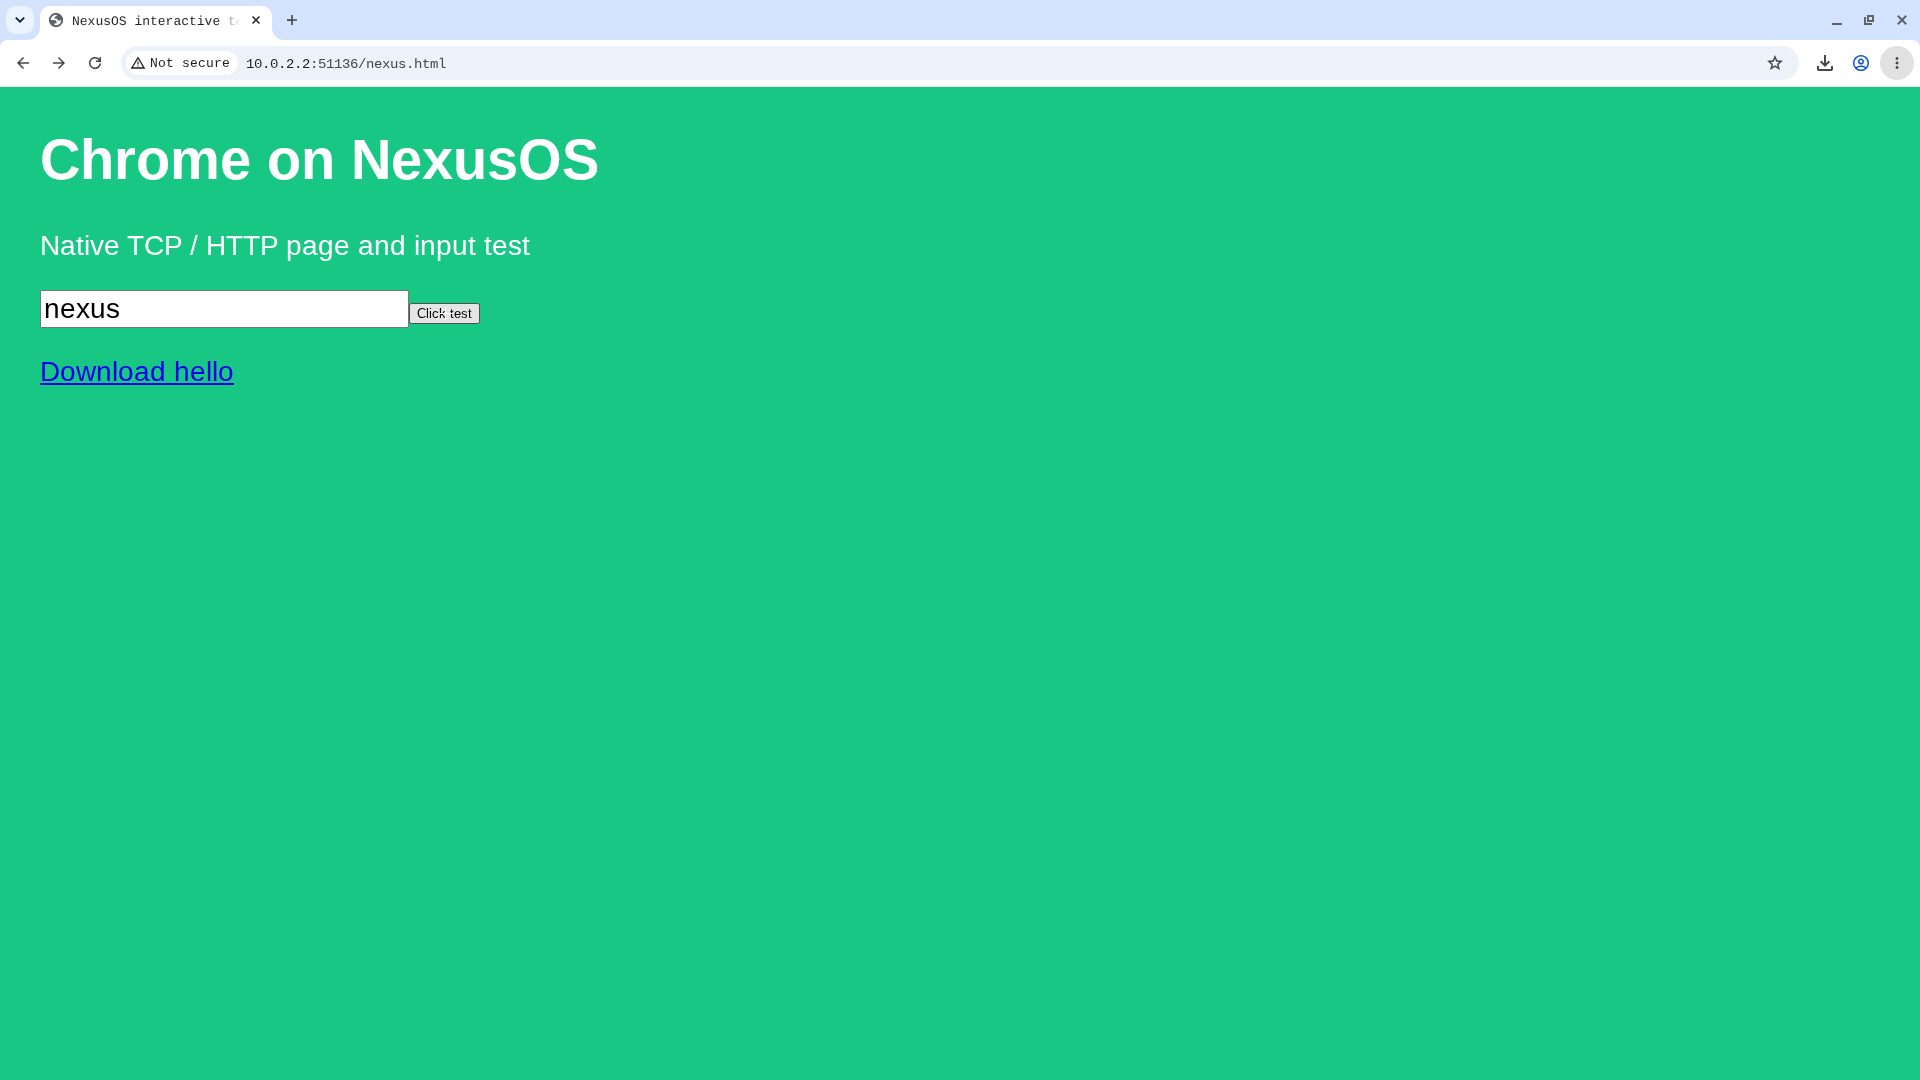 NexusOS interactive t
Not secure
10.0.2.2:51136/nexus.html
Chrome on NexusOS
Native TCP / HTTP page and input test
nexus
Click test
Download hello